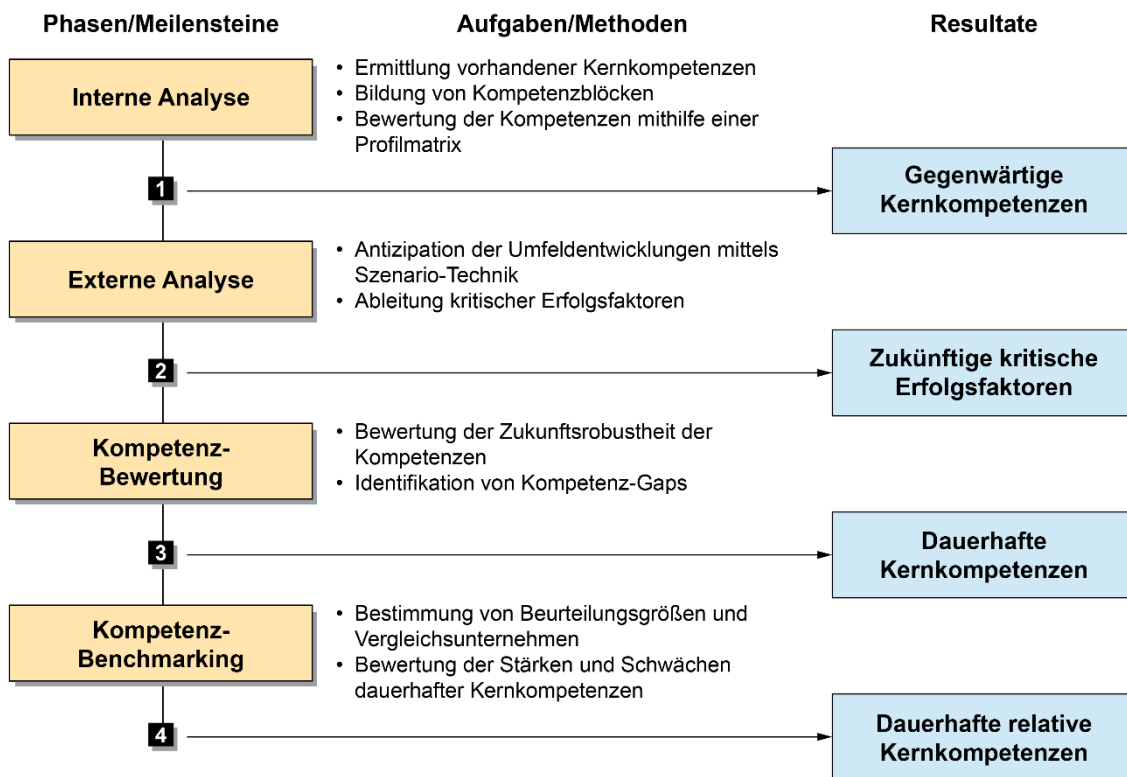 Phasen/Meilensteine
Aufgaben/Methoden
Resultate
Interne Analyse
• Ermittlung vorhandener Kernkompetenzen
• Bildung von Kompetenzblöcken
• Bewertung der Kompetenzen mithilfe einer
Profilmatrix
1
Gegenwärtige
Kernkompetenzen
Externe Analyse
• Antizipation der Umfeldentwicklungen mittels
Szenario-Technik
• Ableitung kritischer Erfolgsfaktoren
2
Zukünftige kritische
Erfolgsfaktoren
Kompetenz-
Bewertung
• Bewertung der Zukunftsrobustheit der
Kompetenzen
• Identifikation von Kompetenz-Gaps
3
Dauerhafte
Kernkompetenzen
Kompetenz-
Benchmarking
• Bestimmung von Beurteilungsgrößen und
Vergleichsunternehmen
• Bewertung der Stärken und Schwächen
dauerhafter Kernkompetenzen
4
Dauerhafte relative
Kernkompetenzen